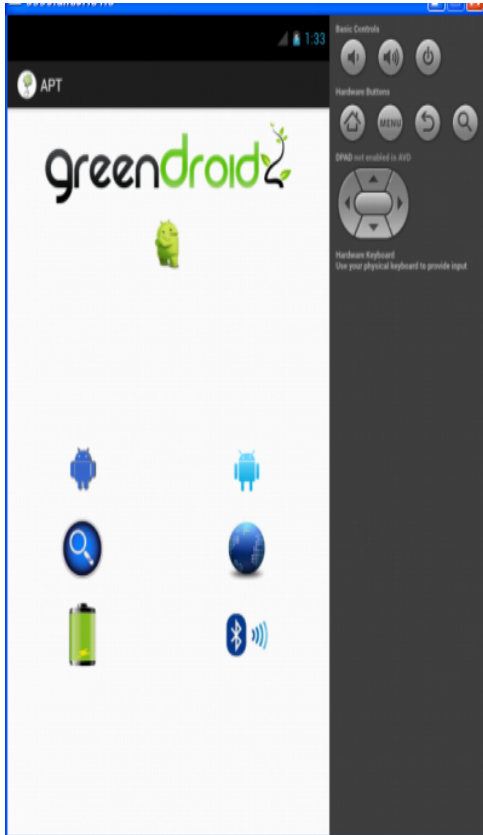 1:33
APT
greendroid
Basic Controls
Hardware Buttons
MENU
DPAD not enabled in AVD
Hardware Keyboard
Use your physical keyboard to provide input